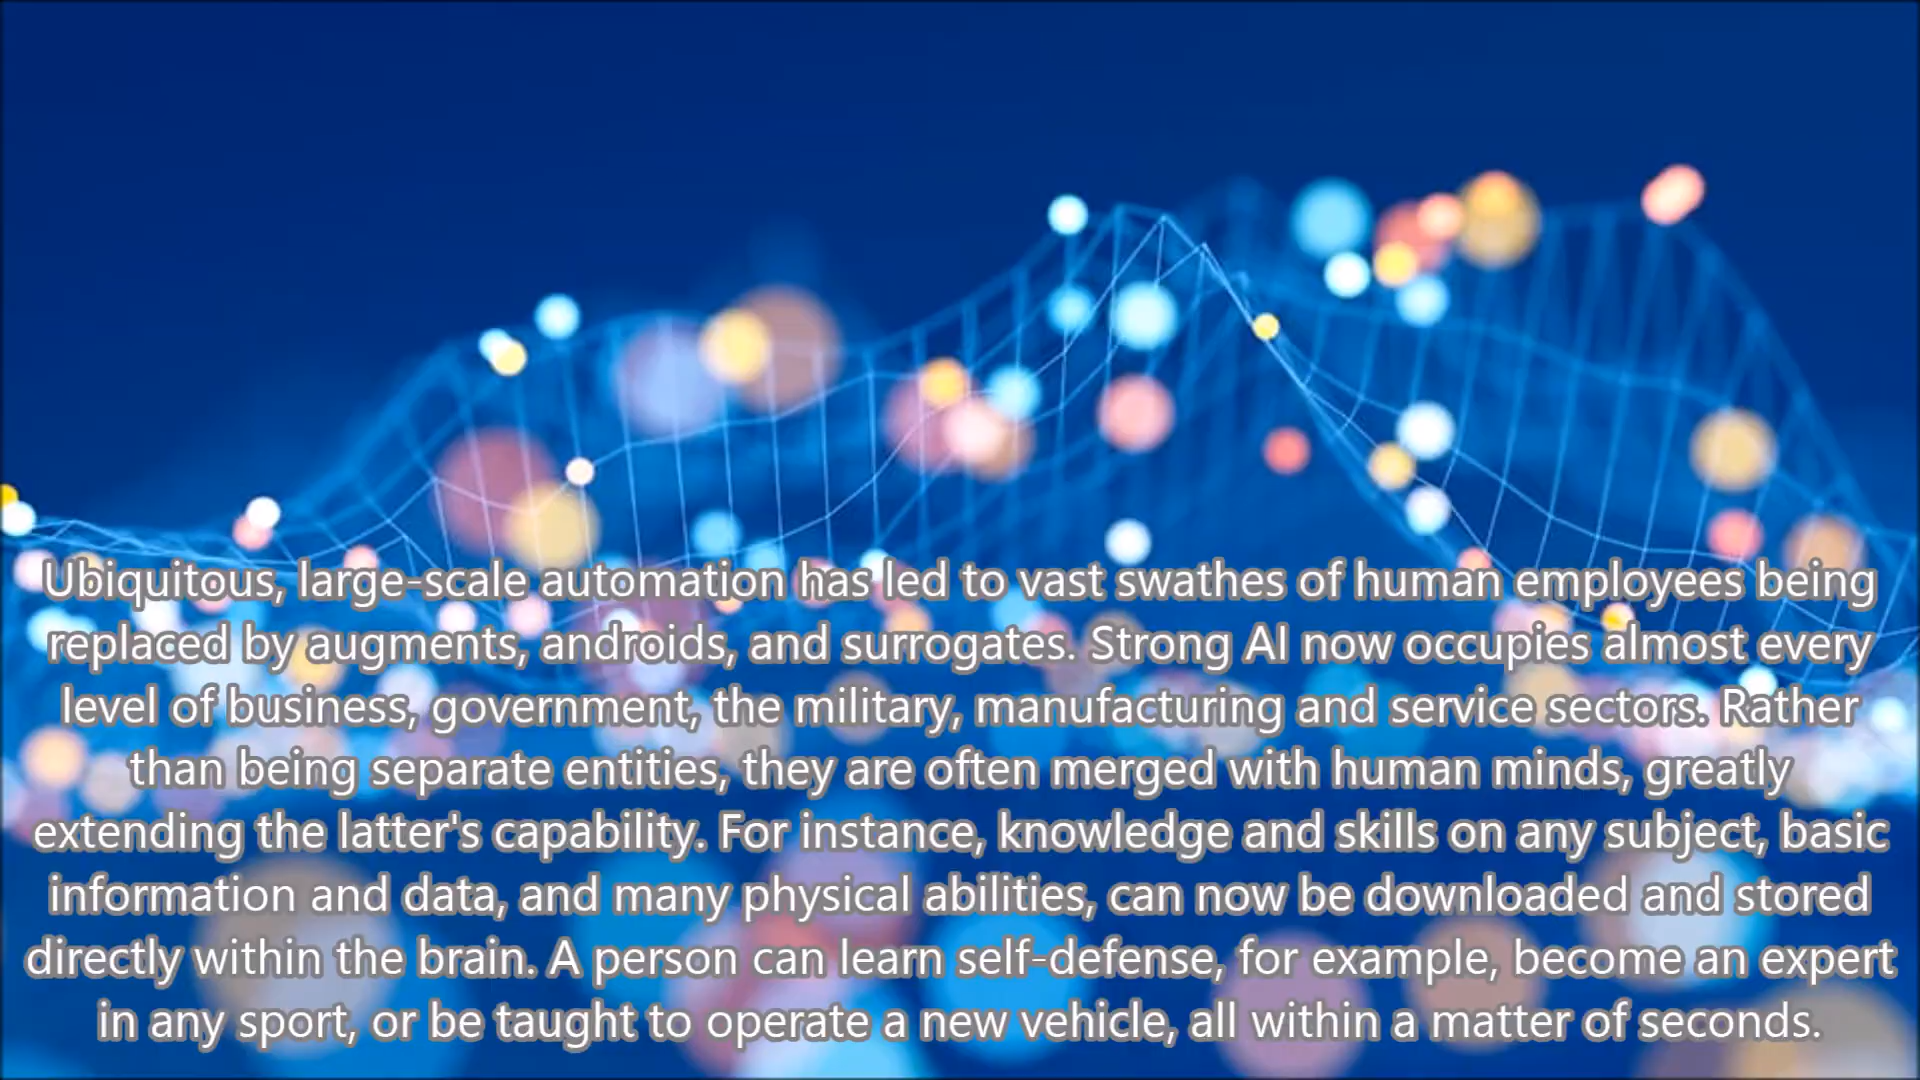 Ubiquitous, large-scale automation has led to vast swathes of human employees being
replaced by augments, androids, and surrogates. Strong AI now occupies almost every
level of business, government, the military, manufacturing and service sectors. Rather
than being separate entities, they are often merged with human minds, greatly
extending the latter's capability. For instance, knowledge and skills on any subject, basic
information and data, and many physical abilities, can now be downloaded and stored
directly within the brain. A person can learn self-defense, for example, become an expert
in any sport, or be taught to operate a new vehicle, all within a matter of seconds.